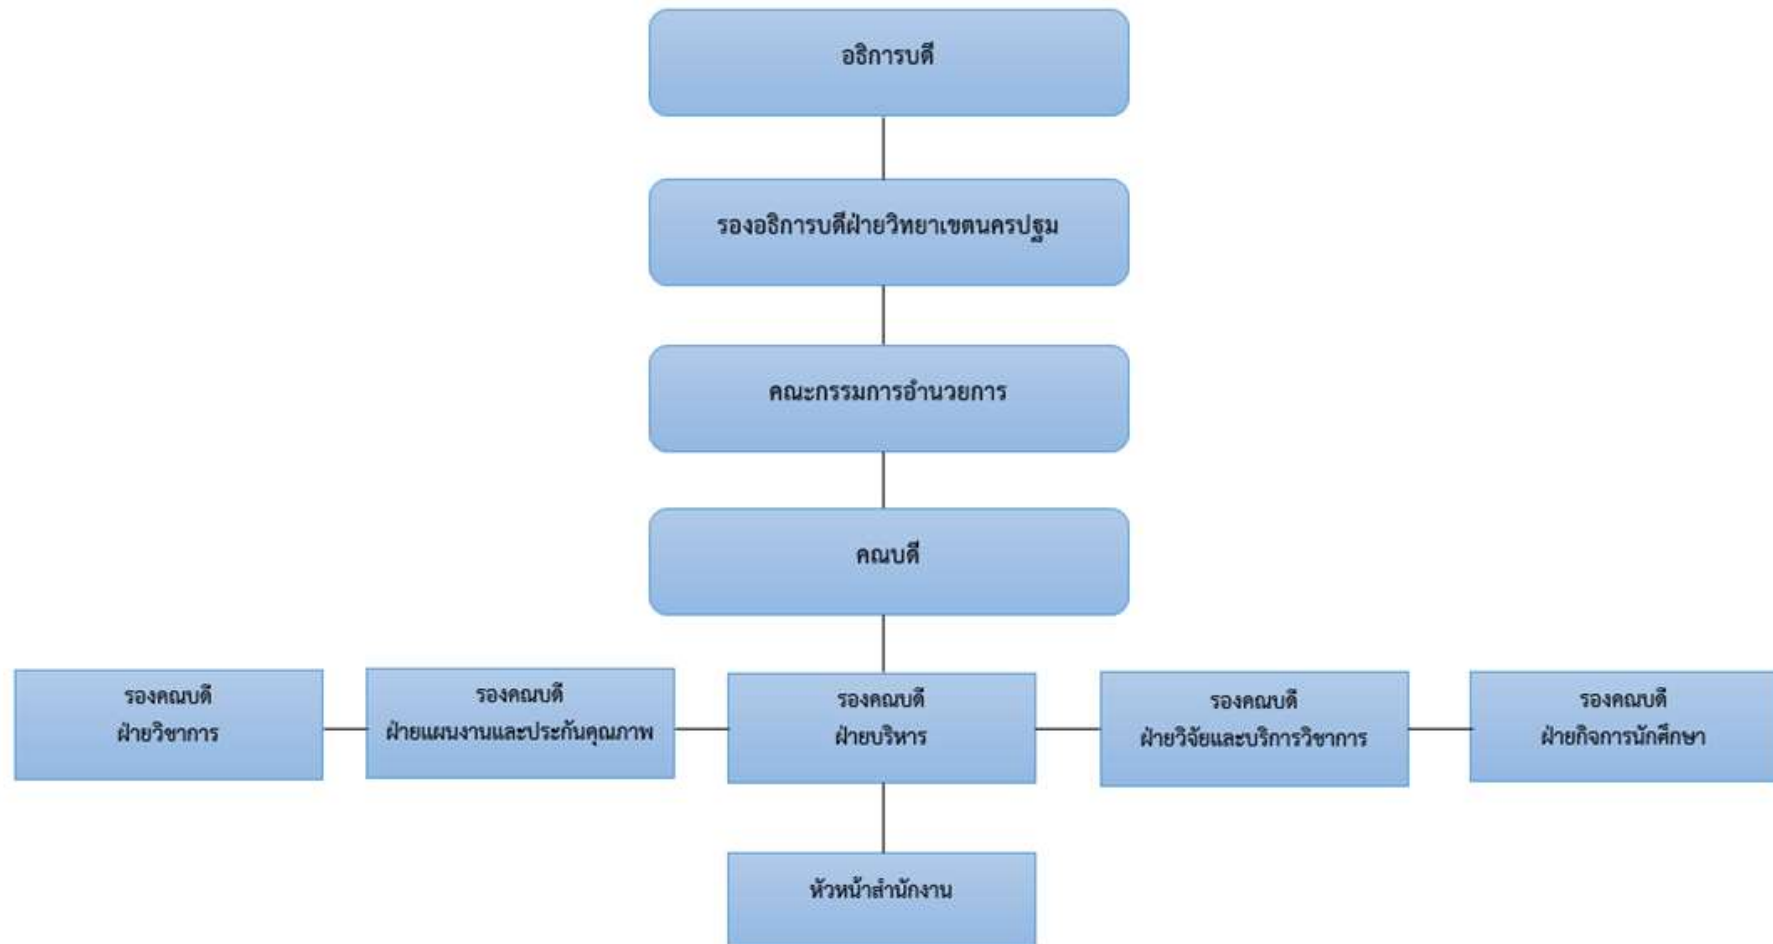 อธิการบดี
รองอธิการบดีฝ่ายวิทยาเขตนครปฐม
คณะกรรมการอำนวยการ
คณบดี
รองคณบดี
ฝ่ายวิชาการ
รองคณบดี
ฝ่ายแผนงานและประกันคุณภาพ
รองคณบดี
ฝ่ายบริหาร
รองคณบดี
ฝ่ายวิจัยและบริการวิชาการ
รองคณบดี
ฝ่ายกิจการนักศึกษา
หัวหน้าสำนักงาน